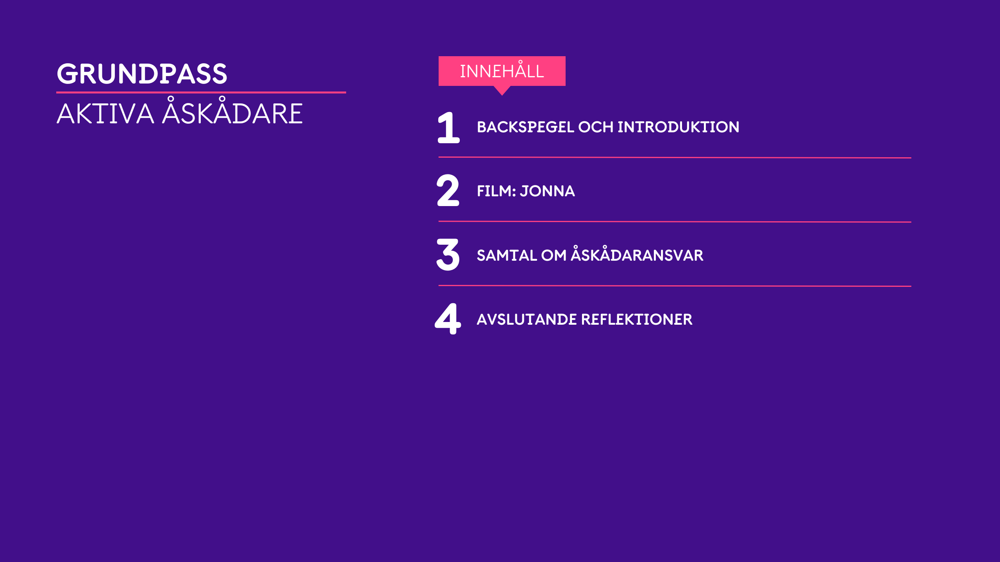 GRUNDPASS
AKTIVA ÅSKÅDARE
INNEHÅLL
1 BACKSPEGEL OCH INTRODUKTION
2 FILM: JONNA
3 SAMTAL OM ÅSKÅDARANSVAR
4 AVSLUTANDE REFLEKTIONER